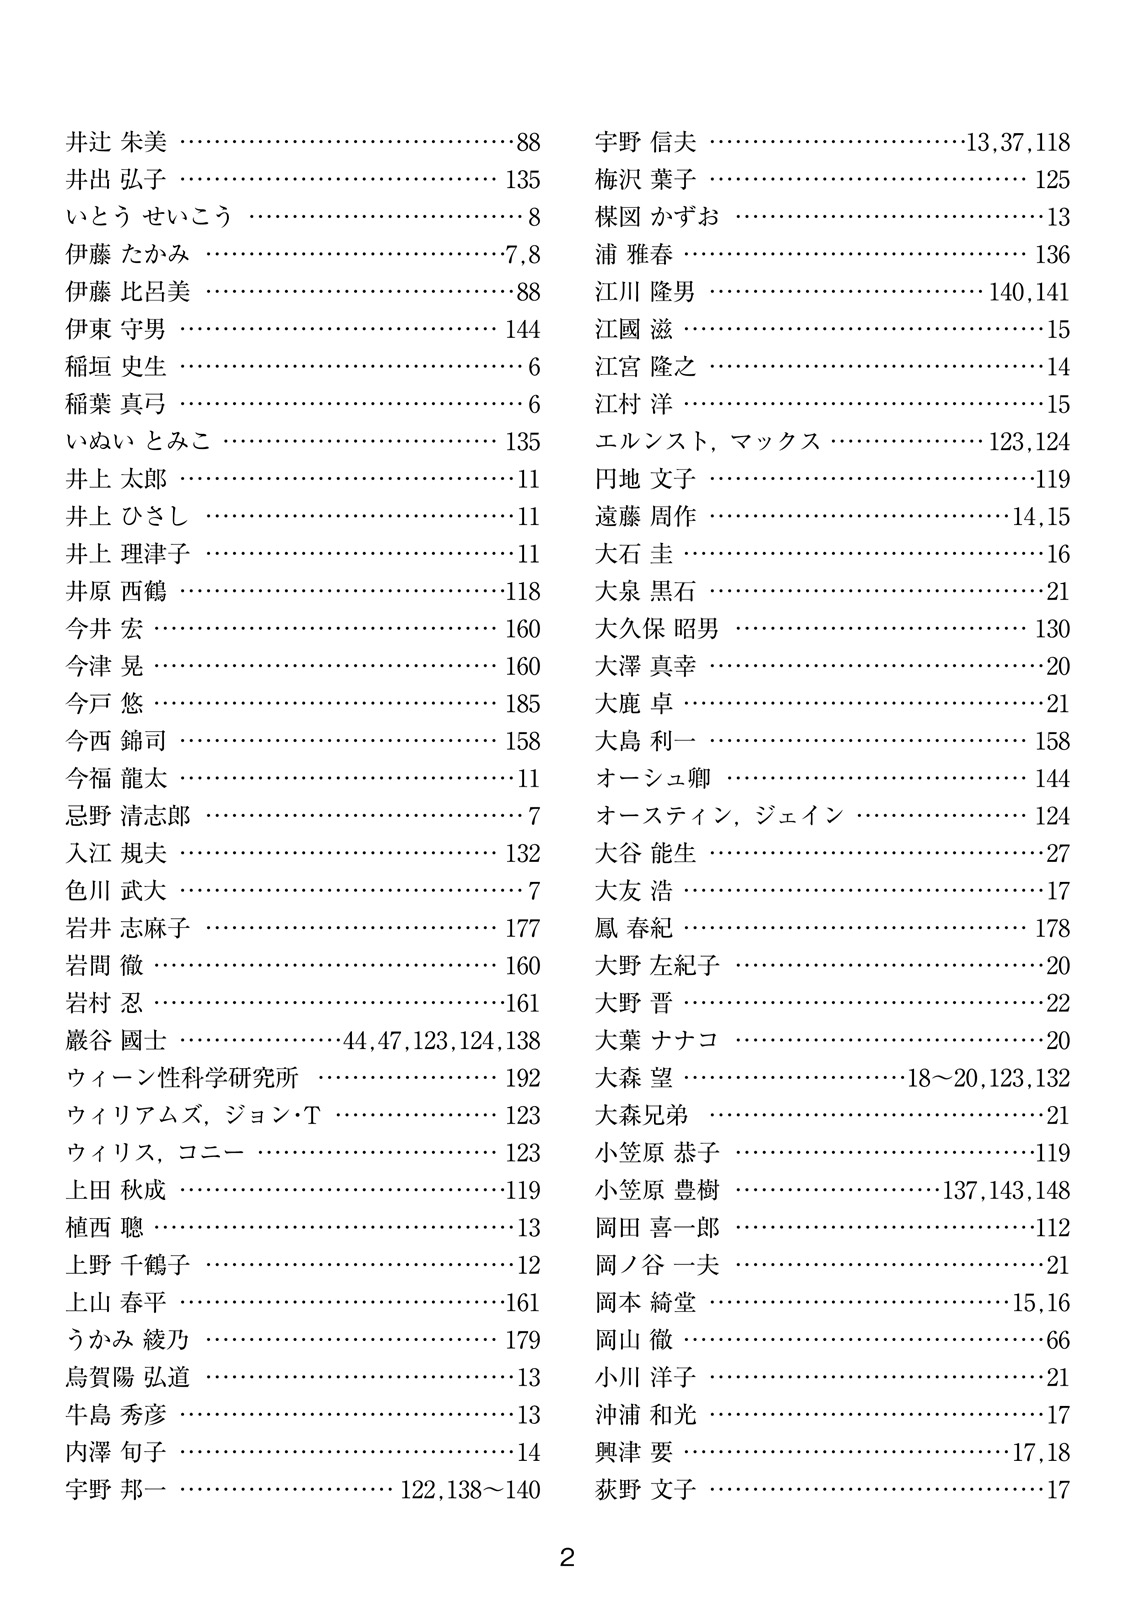 井辻 朱美 ……………………………………88
井出 弘子 ………………………………… 135
いとう せいこう ……………………………8
伊藤 たかみ ………………………………7,8
伊藤 比呂美 …………………………………88
伊東 守男 ………………………………… 144
稲垣 史生 ……………………………………6
稲葉 真弓 ……………………………………6
いぬい とみこ …………………………… 135
井上 太郎 ……………………………………11
井上 ひさし …………………………………11
井上 理津子 …………………………………11
井原 西鶴 …………………………………118
今井 宏 …………………………………… 160
今津 晃 …………………………………… 160
今戸 悠 …………………………………… 185
今西 錦司 ………………………………… 158
今福 龍太 ……………………………………11
忌野 清志郎 …………………………………7
入江 規夫 ………………………………… 132
色川 武大 ……………………………………7
岩井 志麻子 ……………………………… 177
岩間 徹 …………………………………… 160
岩村 忍 ……………………………………161
巖谷 國士 …………………44,47,123,124,138
ウィーン性科学研究所 ………………… 192
ウィリアムズ, ジョン・T ……………… 123
ウィリス, コニー ……………………… 123
上田 秋成 …………………………………119
植西 聰 ………………………………………13
上野 千鶴子 …………………………………12
上山 春平 …………………………………161
うかみ 綾乃 ……………………………… 179
烏賀陽 弘道 …………………………………13
牛島 秀彦 ……………………………………13
内澤 旬子 ……………………………………14
宇野 邦一 ……………………… 122,138〜140
宇野 信夫 …………………………13,37,118
梅沢 葉子 ………………………………… 125
楳図 かずお …………………………………13
浦 雅春 …………………………………… 136
江川 隆男 …………………………… 140,141
江國 滋 ………………………………………15
江宮 隆之 ……………………………………14
江村 洋 ………………………………………15
エルンスト, マックス ……………… 123,124
円地 文子 …………………………………119
遠藤 周作 ………………………………14,15
大石 圭 ………………………………………16
大泉 黒石 ……………………………………21
大久保 昭男 ……………………………… 130
大澤 真幸 ……………………………………20
大鹿 卓 ………………………………………21
大島 利一 ………………………………… 158
オーシュ卿 ……………………………… 144
オースティン, ジェイン ……………… 124
大谷 能生 ……………………………………27
大友 浩 ………………………………………17
鳳 春紀 …………………………………… 178
大野 左紀子 …………………………………20
大野 晋 ………………………………………22
大葉 ナナコ …………………………………20
大森 望 ………………………18〜20,123,132
大森兄弟 ……………………………………21
小笠原 恭子 ………………………………119
小笠原 豊樹 ……………………137,143,148
岡田 喜一郎 ………………………………112
岡ノ谷 一夫 …………………………………21
岡本 綺堂 ………………………………15,16
岡山 徹 ………………………………………66
小川 洋子 ……………………………………21
沖浦 和光 ……………………………………17
興津 要 …………………………………17,18
荻野 文子 ……………………………………17
2